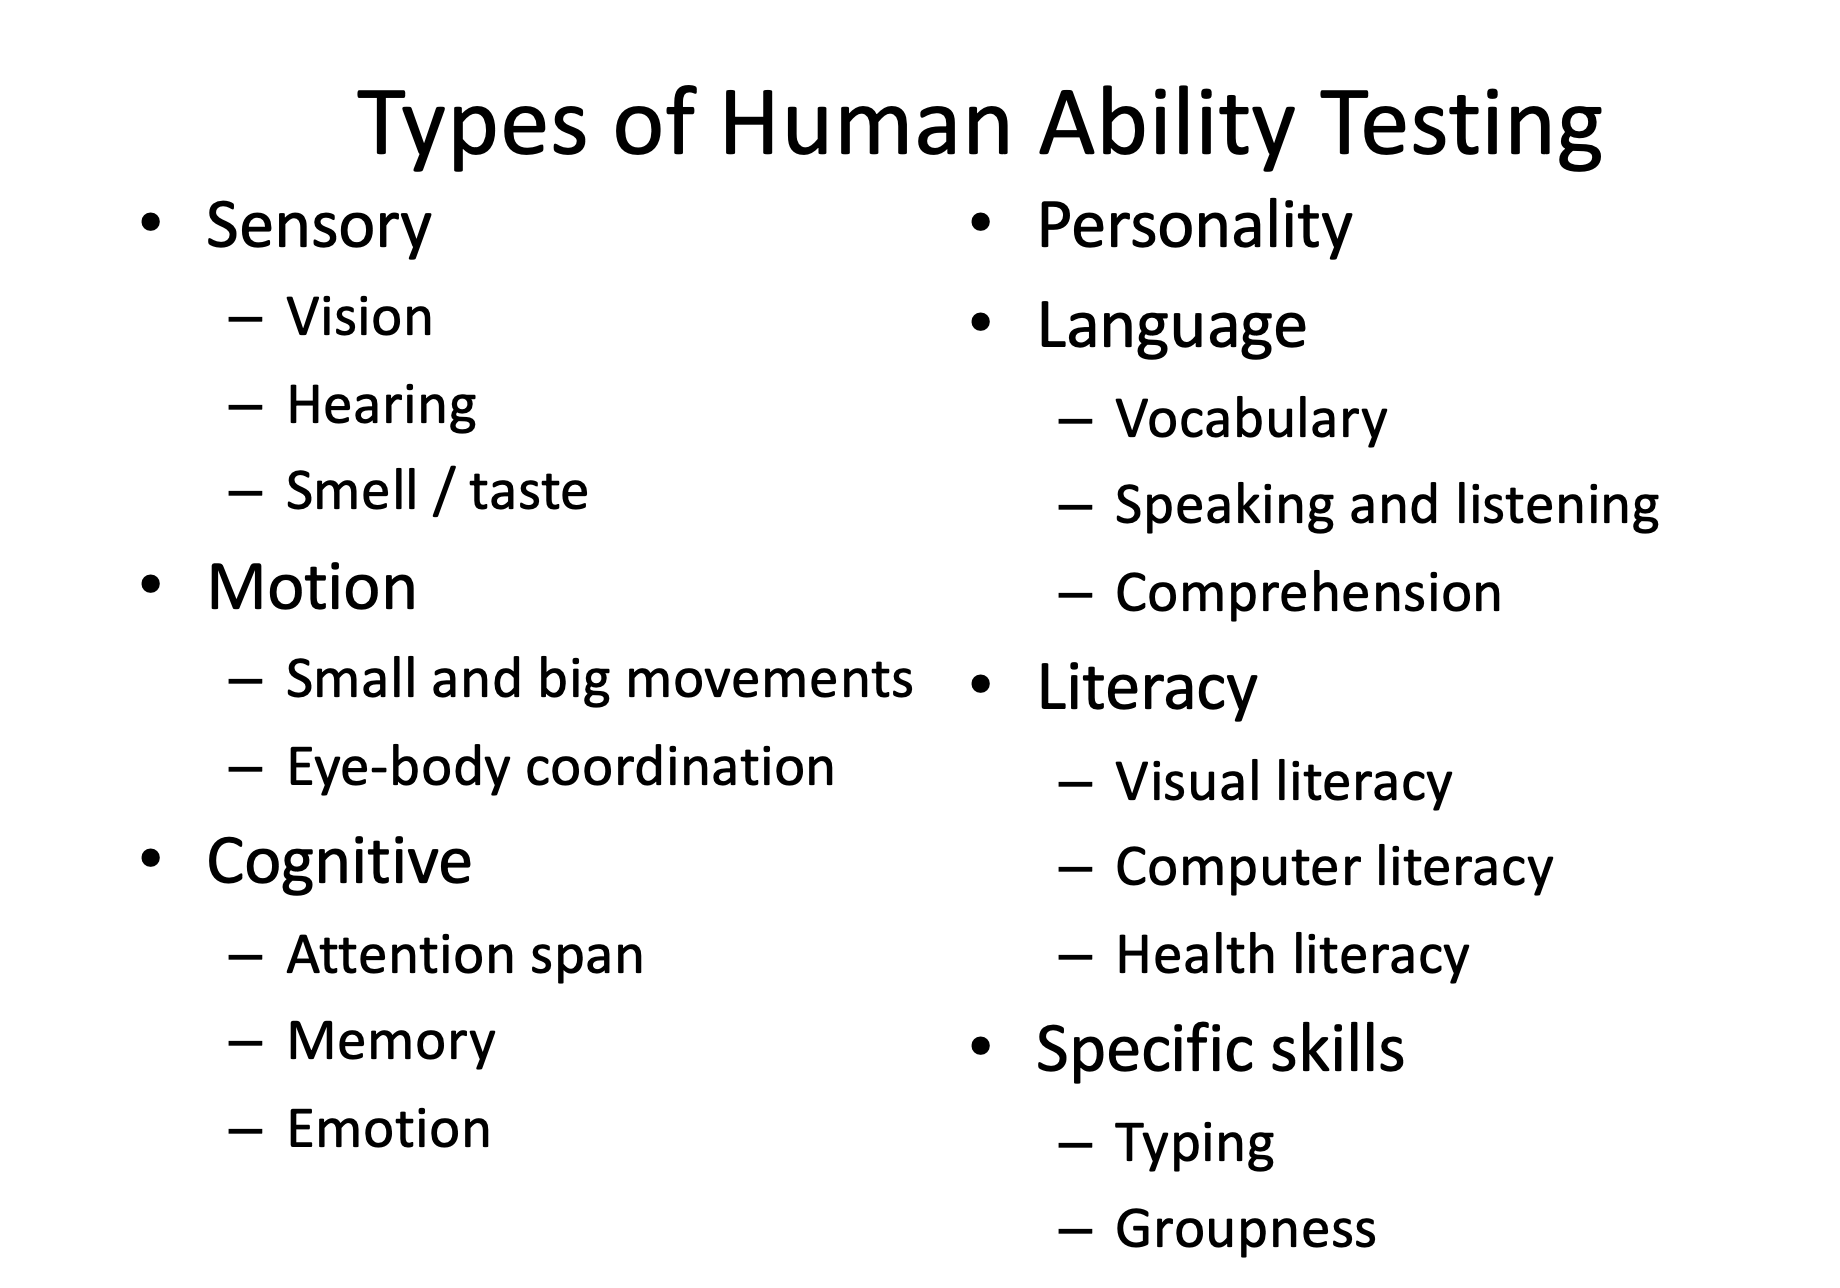 Types of Human Ability Testing
• Sensory
– Vision
– Hearing
– Smell / taste
• Motion
– Small and big movements
– Eye-body coordination
• Cognitive
– Attention span
– Memory
– Emotion
• Personality
• Language
– Vocabulary
– Speaking and listening
– Comprehension
• Literacy
– Visual literacy
– Computer literacy
– Health literacy
• Specific skills
– Typing
– Groupness